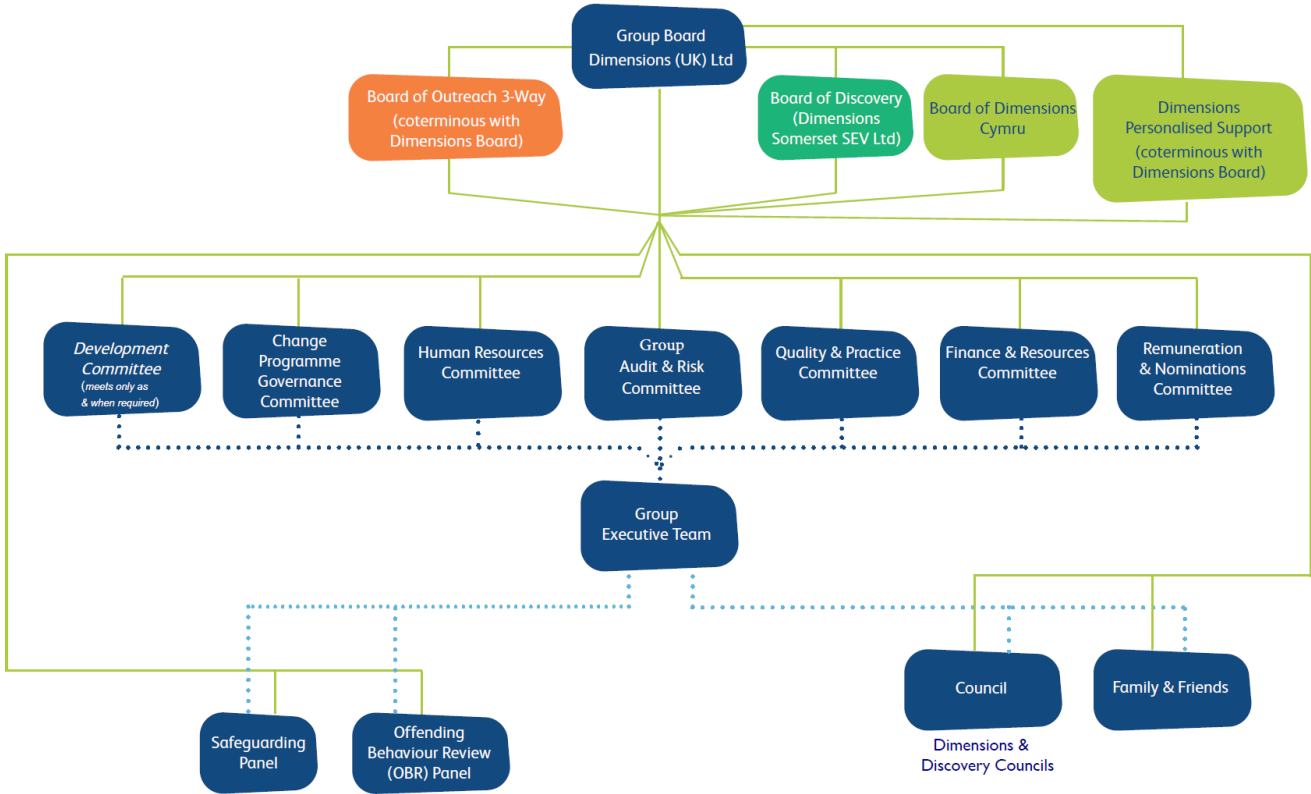 Group Board
Dimensions (UK) Ltd
Board of Outreach 3-Way
(coterminous with
Dimensions Board)
Board of Discovery
(Dimensions
Somerset SEV Ltd)
Board of Dimensions
Cymru
Dimensions
Personalised Support
(coterminous with
Dimensions Board)
Development
Committee
(meets only as
& when required)
Change
Programme
Governance
Committee
Human Resources
Committee
Group
Audit & Risk
Committee
Quality & Practice
Committee
Finance & Resources
Committee
Remuneration
& Nominations
Committee
Group
Executive Team
Safeguarding
Panel
Offending
Behaviour Review
(OBR) Panel
Council
Family & Friends
Dimensions &
Discovery Councils